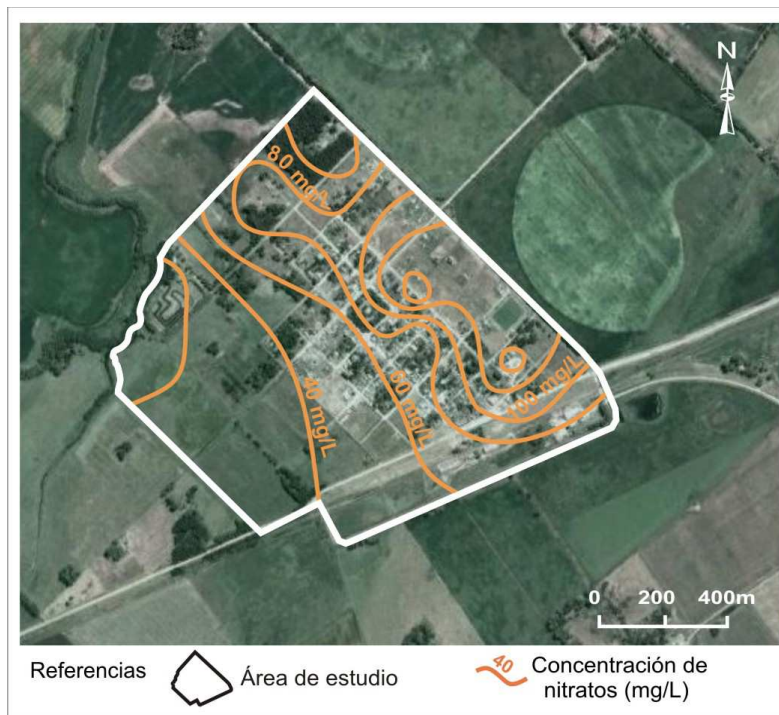 N
80 mg/L
40 mg/L
60 mg/L
100 mg/L
0 200 400m
Referencias
Área de estudio
40
Concentración de
nitratos (mg/L)